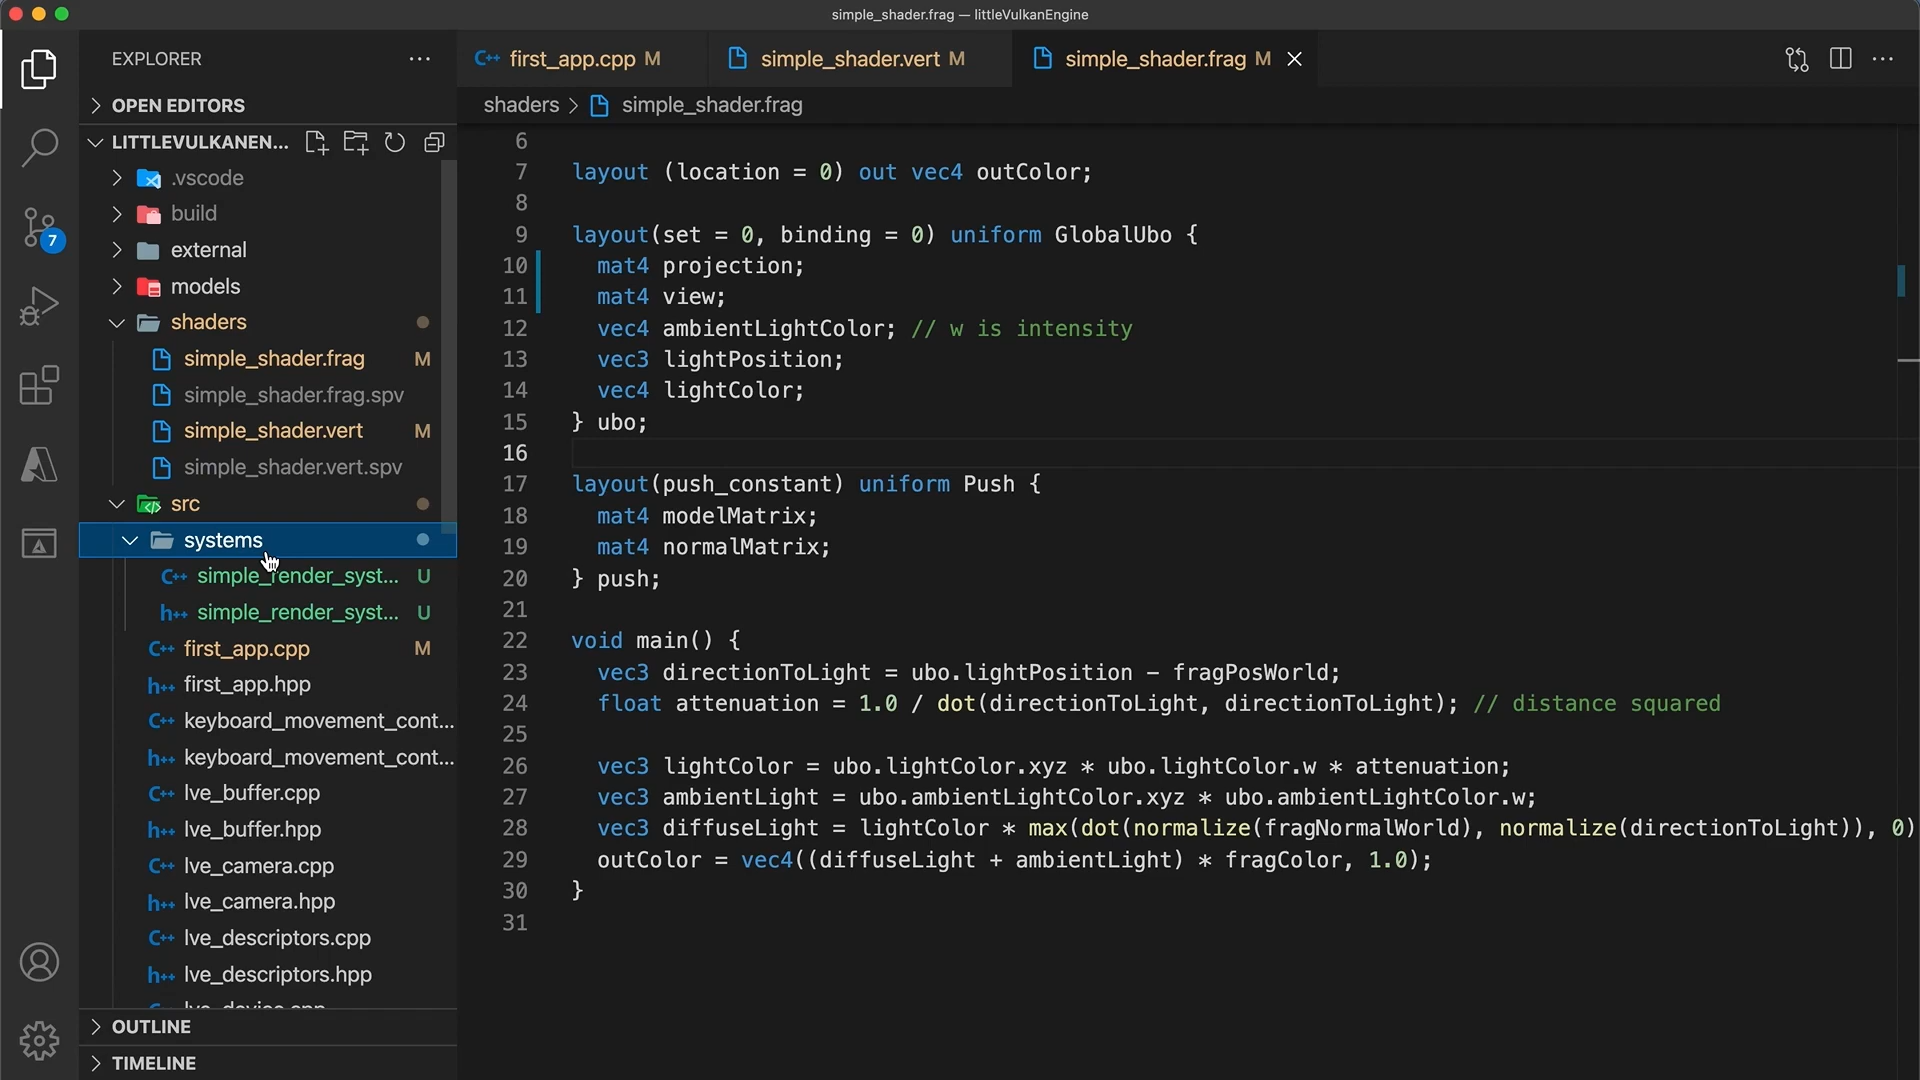 simple_shader.frag — littleVulkanEngine
EXPLORER
first_app.cpp M
simple_shader.vert M
simple_shader.frag M
OPEN EDITORS
shaders > simple_shader.frag
LITTLEVULKANEN...
.vscode
build
external
models
shaders
simple_shader.frag M
simple_shader.frag.spv
simple_shader.vert M
simple_shader.vert.spv
src
systems
C++ simple_render_syst... U
h++ simple_render_syst... U
C++ first_app.cpp M
h++ first_app.hpp
C++ keyboard_movement_cont...
h++ keyboard_movement_cont...
C++ lve_buffer.cpp
h++ lve_buffer.hpp
C++ lve_camera.cpp
h++ lve_camera.hpp
C++ lve_descriptors.cpp
h++ lve_descriptors.hpp
OUTLINE
TIMELINE
7
6
7 layout (location = 0) out vec4 outColor;
8
9 layout(set = 0, binding = 0) uniform GlobalUbo {
10 mat4 projection;
11 mat4 view;
12 vec4 ambientLightColor; // w is intensity
13 vec3 lightPosition;
14 vec4 lightColor;
15 } ubo;
16
17 layout(push_constant) uniform Push {
18 mat4 modelMatrix;
19 mat4 normalMatrix;
20 } push;
21
22 void main() {
23 vec3 directionToLight = ubo.lightPosition - fragPosWorld;
24 float attenuation = 1.0 / dot(directionToLight, directionToLight); // distance squared
25
26 vec3 lightColor = ubo.lightColor.xyz * ubo.lightColor.w * attenuation;
27 vec3 ambientLight = ubo.ambientLightColor.xyz * ubo.ambientLightColor.w;
28 vec3 diffuseLight = lightColor * max(dot(normalize(fragNormalWorld), normalize(directionToLight)), 0)
29 outColor = vec4((diffuseLight + ambientLight) * fragColor, 1.0);
30 }
31